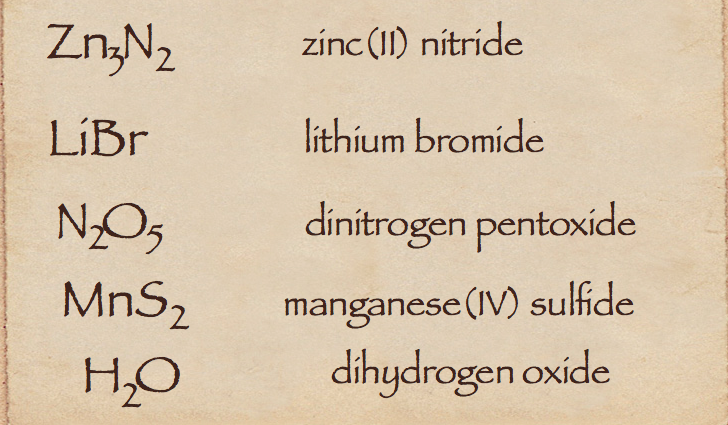 Zn₃N₂ zinc(II) nitride
LiBr lithium bromide
N₂O₅ dinitrogen pentoxide
MnS₂ manganese(IV) sulfide
H₂O dihydrogen oxide